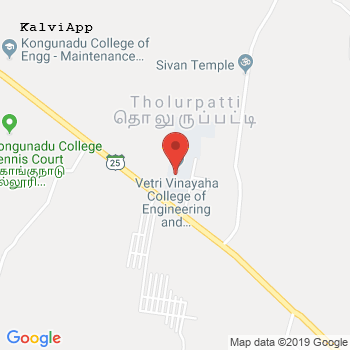 KalviApp
Kongunadu College of
Engg - Maintenance...
Sivan Temple
Tholurpatti
தொலுருப்பட்டி
Kongunadu College
Tennis Court
கொங்குநாடு
கல்லூரி...
25
Vetri Vinayaha
College of
Engineering
and...
Google
Map data ©2019 Google